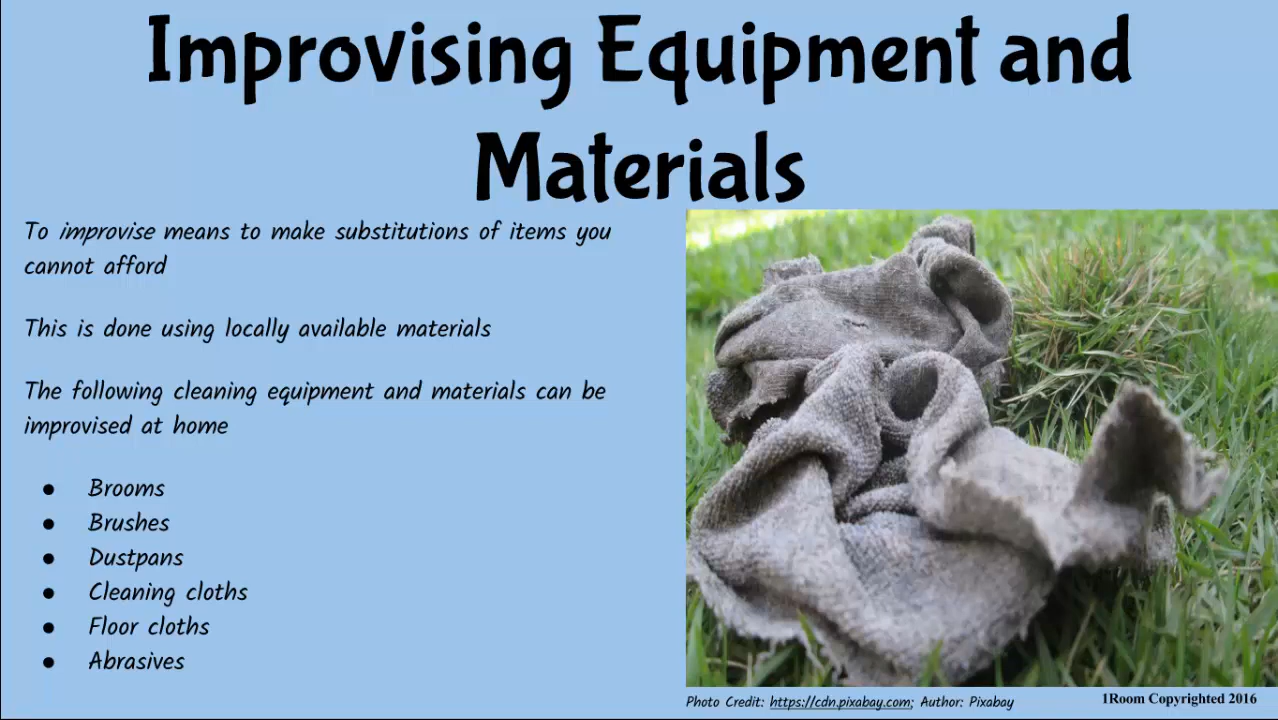 Improvising Equipment and
Materials
To improvise means to make substitutions of items you
cannot afford
This is done using locally available materials
The following cleaning equipment and materials can be
improvised at home
● Brooms
● Brushes
● Dustpans
● Cleaning cloths
● Floor cloths
● Abrasives
Photo Credit: https://cdn.pixabay.com; Author: Pixabay
1Room Copyrighted 2016